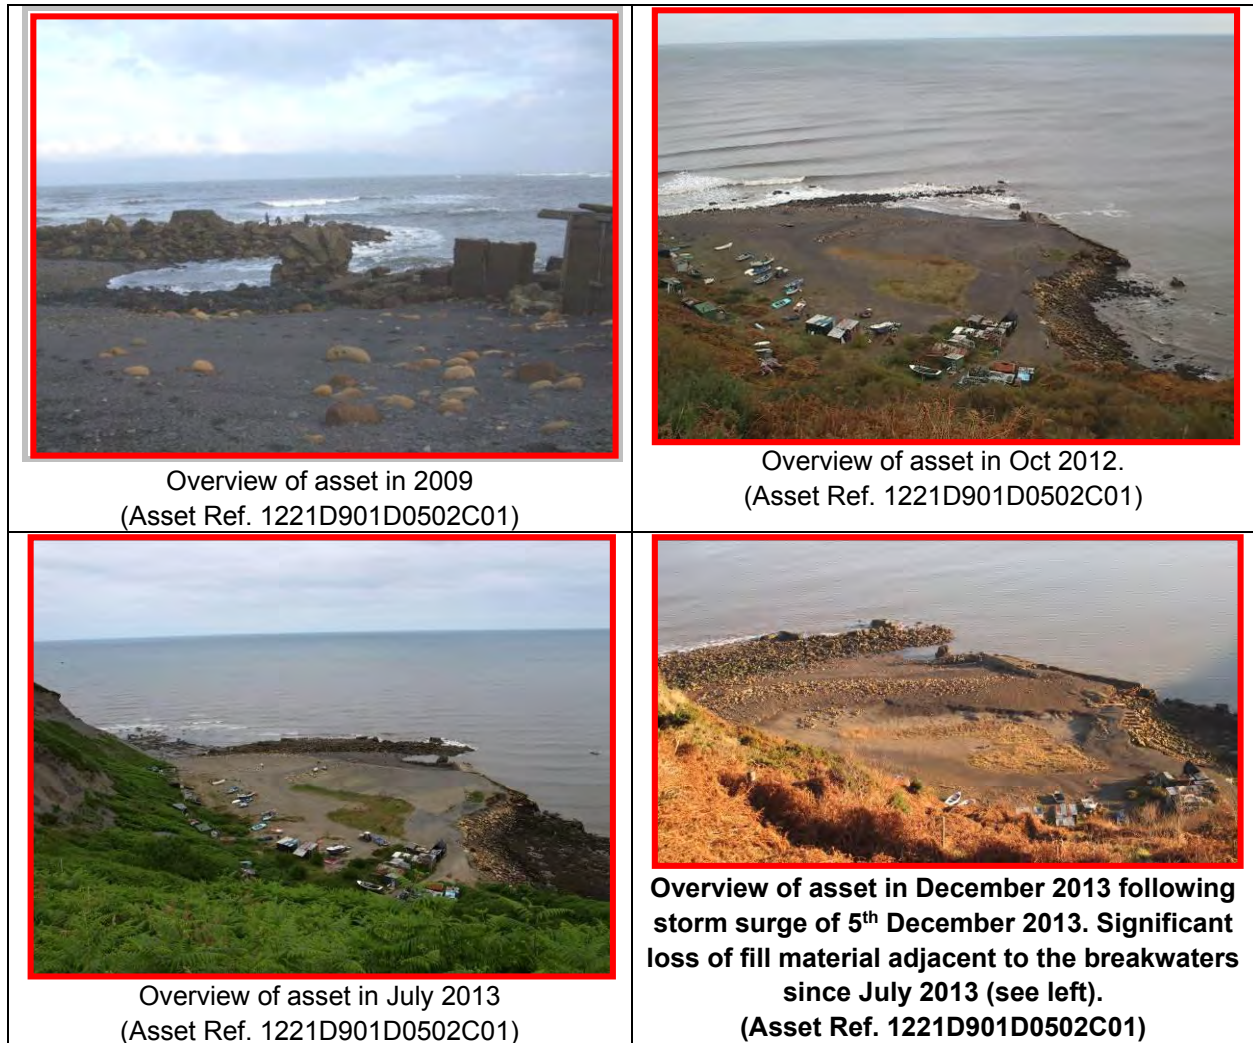 Overview of asset in 2009
(Asset Ref. 1221D901D0502C01)
Overview of asset in Oct 2012.
(Asset Ref. 1221D901D0502C01)
Overview of asset in July 2013
(Asset Ref. 1221D901D0502C01)
Overview of asset in December 2013 following
storm surge of 5th December 2013. Significant
loss of fill material adjacent to the breakwaters
since July 2013 (see left).
(Asset Ref. 1221D901D0502C01)